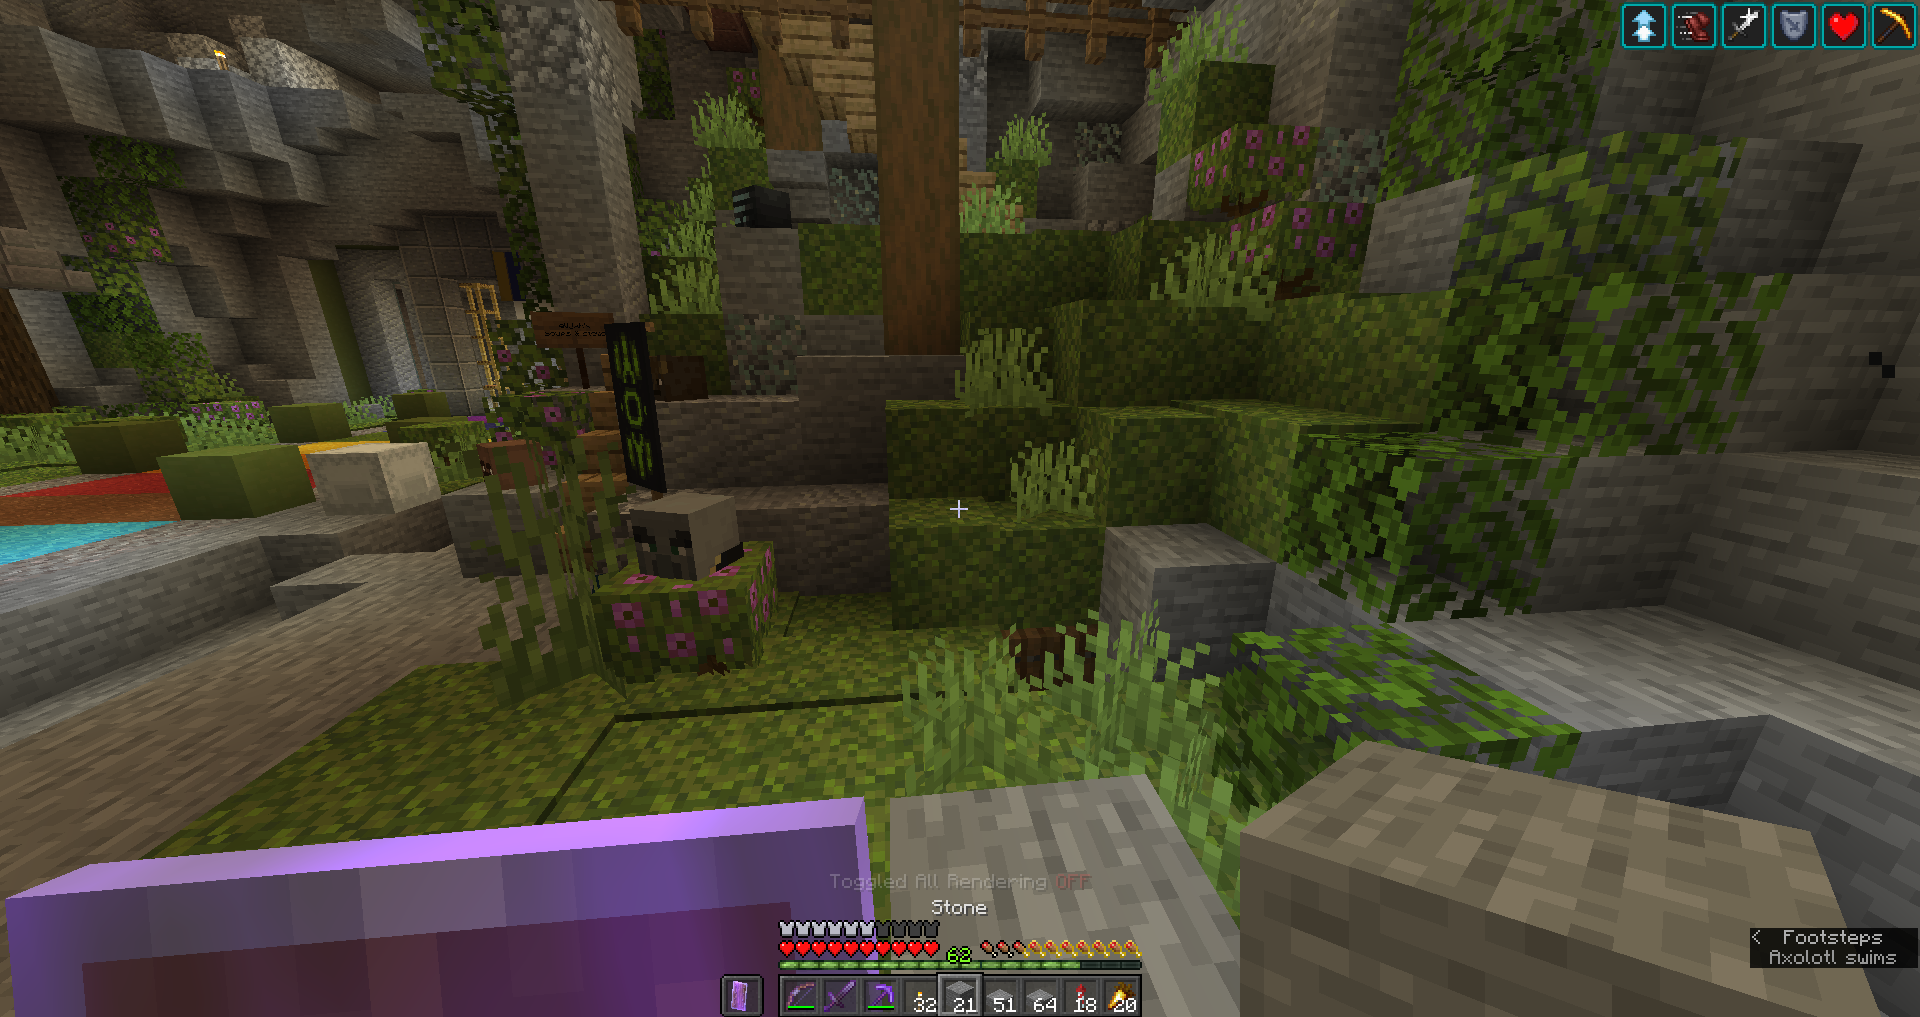 Toggled All Rendering OFF
Stone
62
32
21
51
64
18
20
< Footsteps
Axolotl swims